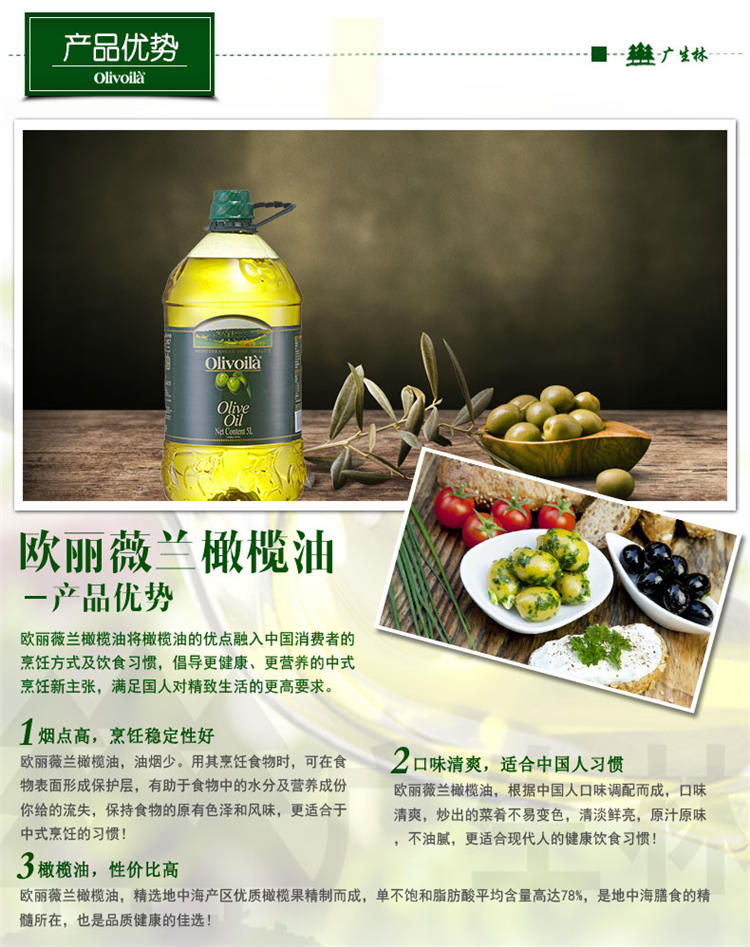 产品优势
Olivoilà
广生林
MEDITERRANEAN FINE QUALITY
Olivoilà
Olive
Oil
Net Content 5L
欧丽薇兰橄榄油
－产品优势
欧丽薇兰橄榄油将橄榄油的优点融入中国消费者的
烹饪方式及饮食习惯，倡导更健康、更营养的中式
烹饪新主张，满足国人对精致生活的更高要求。
1烟点高，烹饪稳定性好
欧丽薇兰橄榄油，油烟少。用其烹饪食物时，可在食
物表面形成保护层，有助于食物中的水分及营养成份
你给的流失，保持食物的原有色泽和风味，更适合于
中式烹饪的习惯！
2口味清爽，适合中国人习惯
欧丽薇兰橄榄油，根据中国人口味调配而成，口味
清爽，炒出的菜肴不易变色，清淡鲜亮，原汁原味
，不油腻，更适合现代人的健康饮食习惯！
3橄榄油，性价比高
欧丽薇兰橄榄油，精选地中海产区优质橄榄果精制而成，单不饱和脂肪酸平均含量高达78%，是地中海膳食的精
髓所在，也是品质健康的佳选！